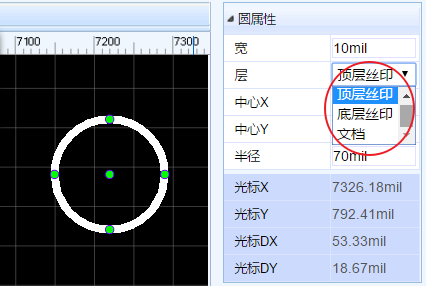 7100 7200 7300
圆属性
宽 10mil
层 顶层丝印
顶层丝印
底层丝印
文档
中心X
中心Y
半径 70mil
光标X 7326.18mil
光标Y 792.41mil
光标DX 53.33mil
光标DY 18.67mil